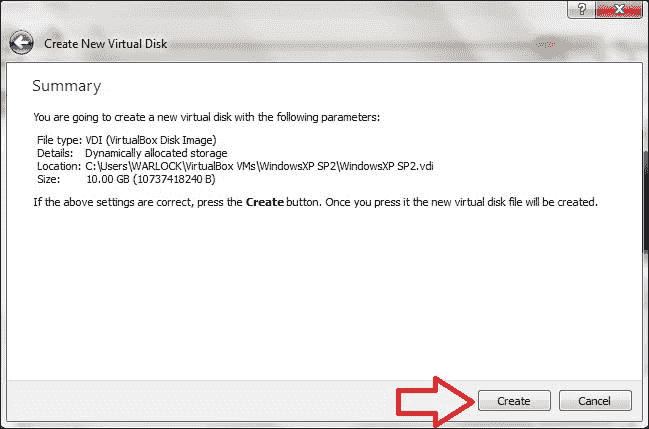 Create New Virtual Disk
Summary
You are going to create a new virtual disk with the following parameters:
File type: VDI (VirtualBox Disk Image)
Details: Dynamically allocated storage
Location: C:\Users\WARLOCK\VirtualBox VMs\WindowsXP SP2\WindowsXP SP2.vdi
Size: 10.00 GB (10737418240 B)
If the above settings are correct, press the Create button. Once you press it the new virtual disk file will be created.
Create Cancel